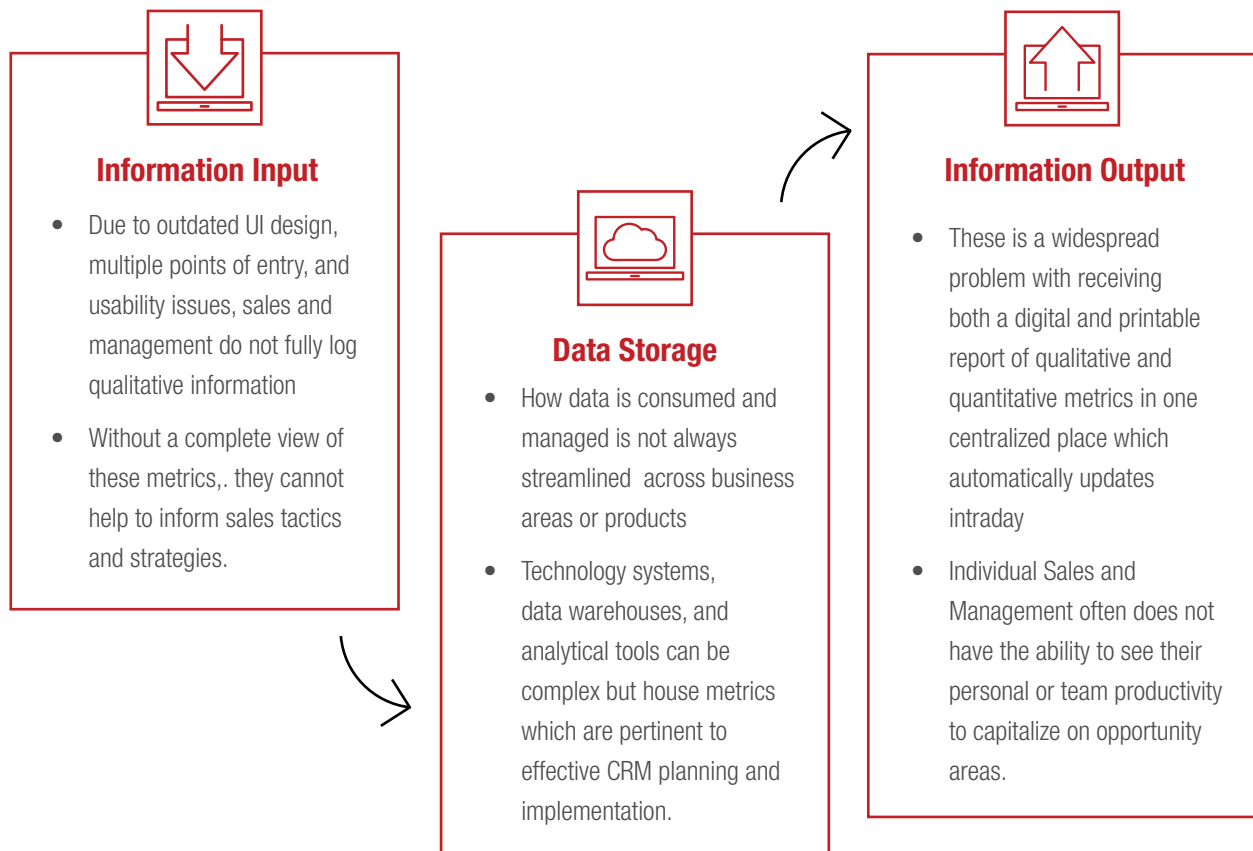 Information Input
• Due to outdated UI design,
multiple points of entry, and
usability issues, sales and
management do not fully log
qualitative information
• Without a complete view of
these metrics,. they cannot
help to inform sales tactics
and strategies.
Data Storage
• How data is consumed and
managed is not always
streamlined  across business
areas or products
• Technology systems,
data warehouses, and
analytical tools can be
complex but house metrics
which are pertinent to
effective CRM planning and
implementation.
Information Output
• These is a widespread
problem with receiving
both a digital and printable
report of qualitative and
quantitative metrics in one
centralized place which
automatically updates
intraday
• Individual Sales and
Management often does not
have the ability to see their
personal or team productivity
to capitalize on opportunity
areas.